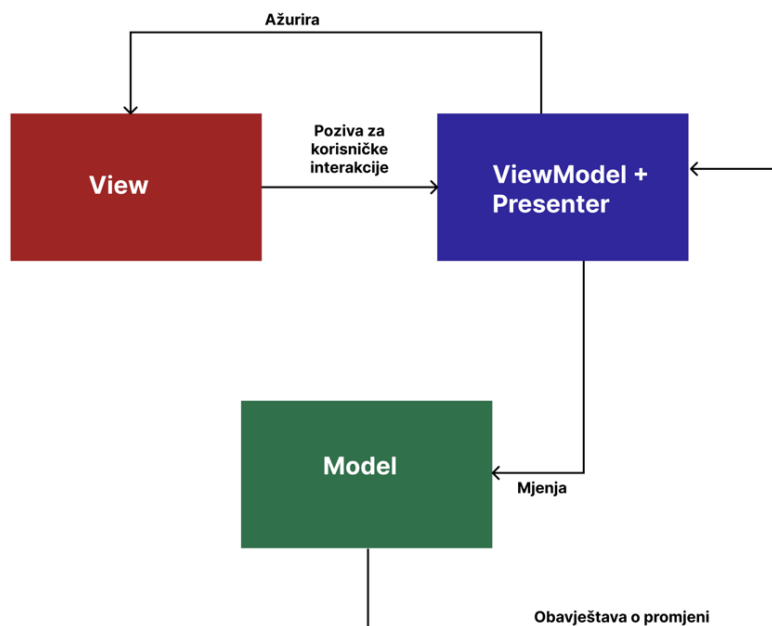 Ažurira
View
Poziva za
korisničke
interakcije
ViewModel +
Presenter
Model
Mjenja
Obavještava o promjeni